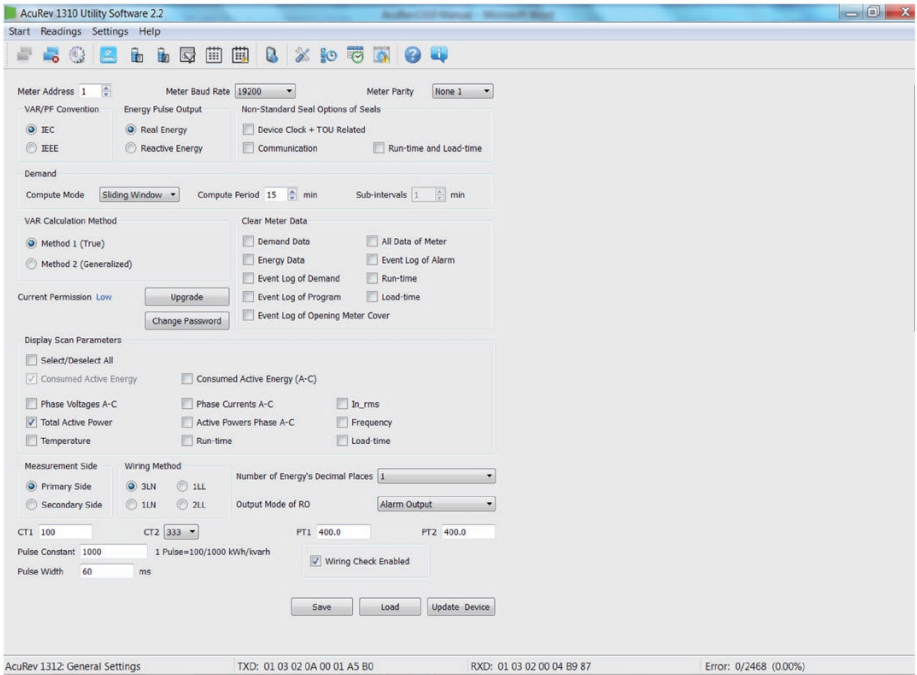 AcuRev 1310 Utility Software 2.2
Start Readings Settings Help
Meter Address 1 Meter Baud Rate 19200 Meter Parity None 1
VAR/PF Convention Energy Pulse Output Non-Standard Seal Options of Seals
IEC Real Energy Device Clock + TOU Related
IEEE Reactive Energy Communication Run-time and Load-time
Demand
Compute Mode Sliding Window Compute Period 15 min Sub-intervals 1 min
VAR Calculation Method Clear Meter Data
Method 1 (True) Demand Data All Data of Meter
Method 2 (Generalized) Energy Data Event Log of Alarm
Event Log of Demand Run-time
Current Permission Low Upgrade Event Log of Program Load-time
Change Password Event Log of Opening Meter Cover
Display Scan Parameters
Select/Deselect All
Consumed Active Energy Consumed Active Energy (A-C)
Phase Voltages A-C Phase Currents A-C In_rms
Total Active Power Active Powers Phase A-C Frequency
Temperature Run-time Load-time
Measurement Side Wiring Method Number of Energy's Decimal Places 1
Primary Side 3LN 1LL
Secondary Side 1LN 2LL Output Mode of RO Alarm Output
CT1 100 CT2 333 PT1 400.0 PT2 400.0
Pulse Constant 1000 1 Pulse=100/1000 kWh/kvarh Wiring Check Enabled
Pulse Width 60 ms
Save Load Update Device
AcuRev 1312: General Settings TXD: 01 03 02 0A 00 01 A5 B0 RXD: 01 03 02 00 04 B9 87 Error: 0/2468 (0.00%)